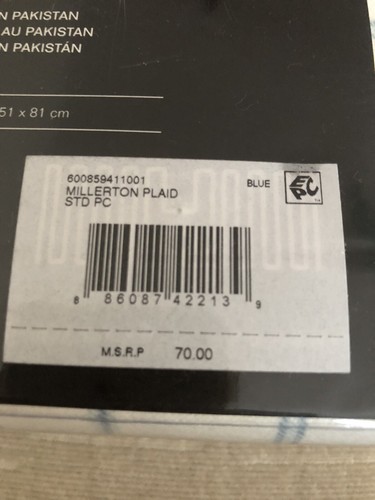 N PAKISTAN
AU PAKISTAN
N PAKISTÁN
51 x 81 cm
600859411001
BLUE
EPC
MILLERTON PLAID
STD PC
8 86087 42213 9
M.S.R.P 70.00